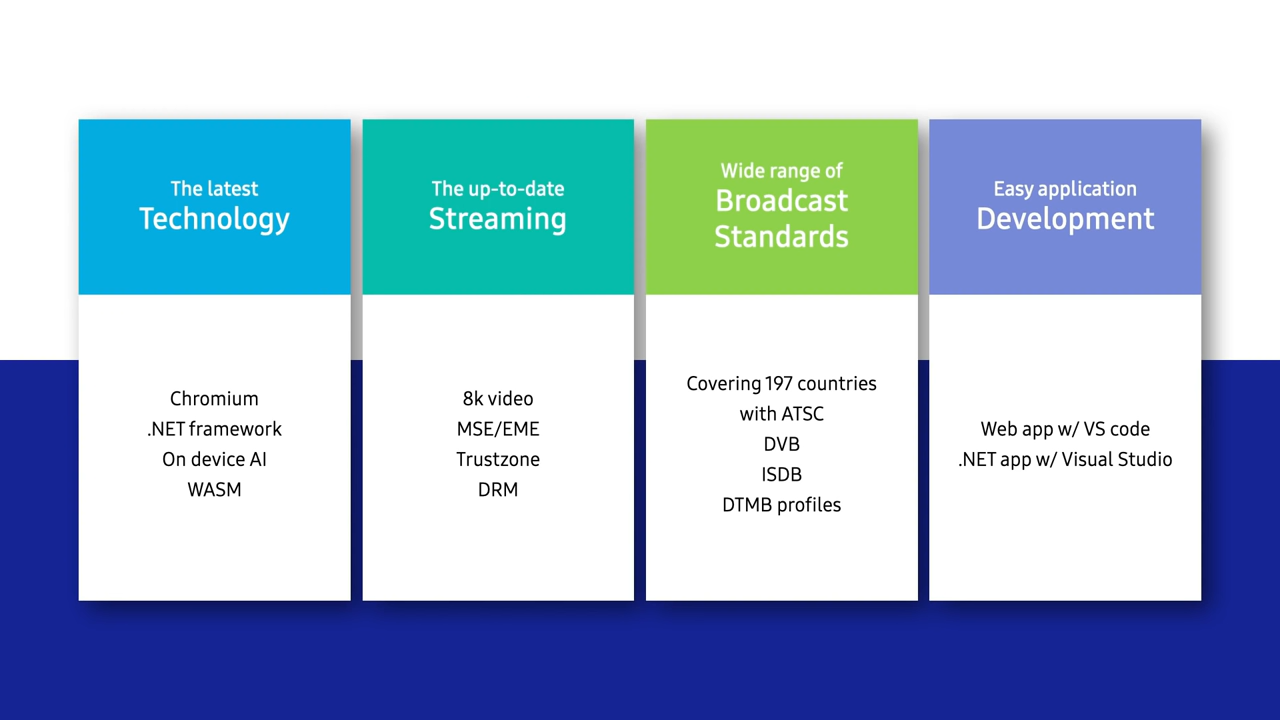 The latest
Technology
Chromium
.NET framework
On device AI
WASM
The up-to-date
Streaming
8k video
MSE/EME
Trustzone
DRM
Wide range of
Broadcast
Standards
Covering 197 countries
with ATSC
DVB
ISDB
DTMB profiles
Easy application
Development
Web app w/ VS code
.NET app w/ Visual Studio